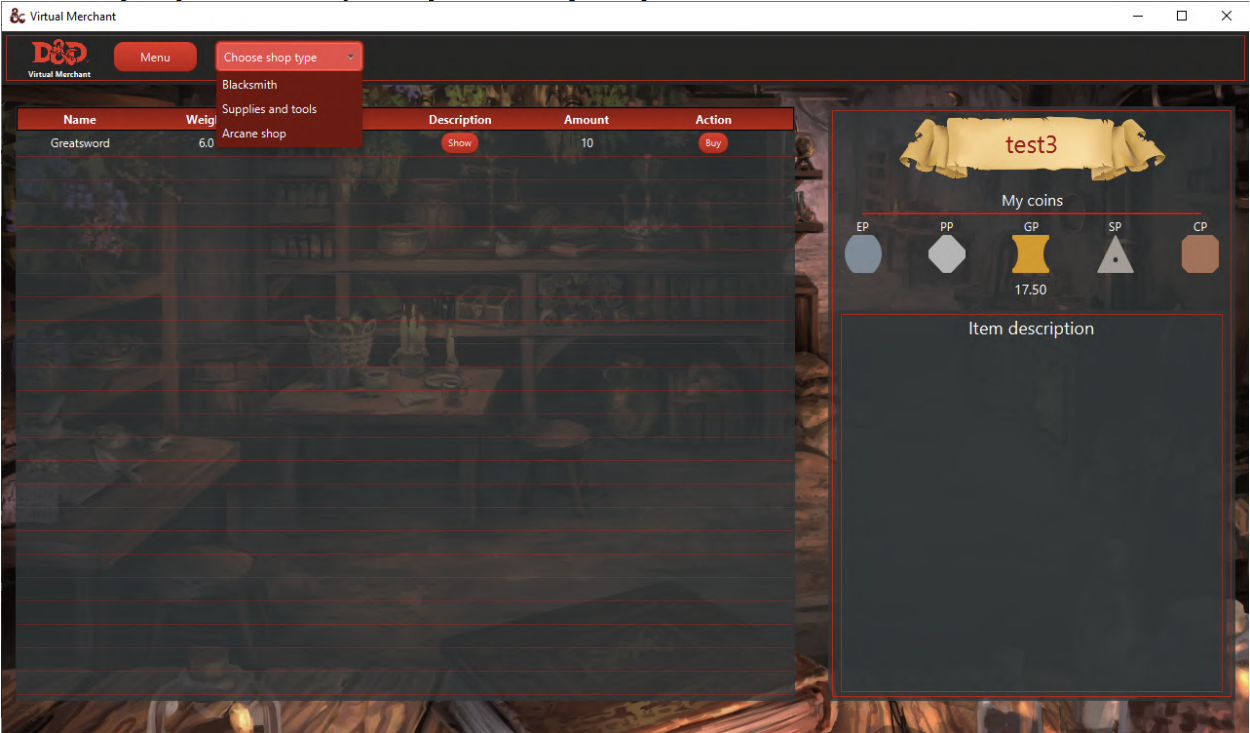 Virtual Merchant
D&D
Virtual Merchant
Menu
Choose shop type
Blacksmith
Supplies and tools
Arcane shop
Name Weig Description Amount Action
Greatsword 6.0 Show 10 Buy
test3
My coins
EP PP GP SP CP
17.50
Item description